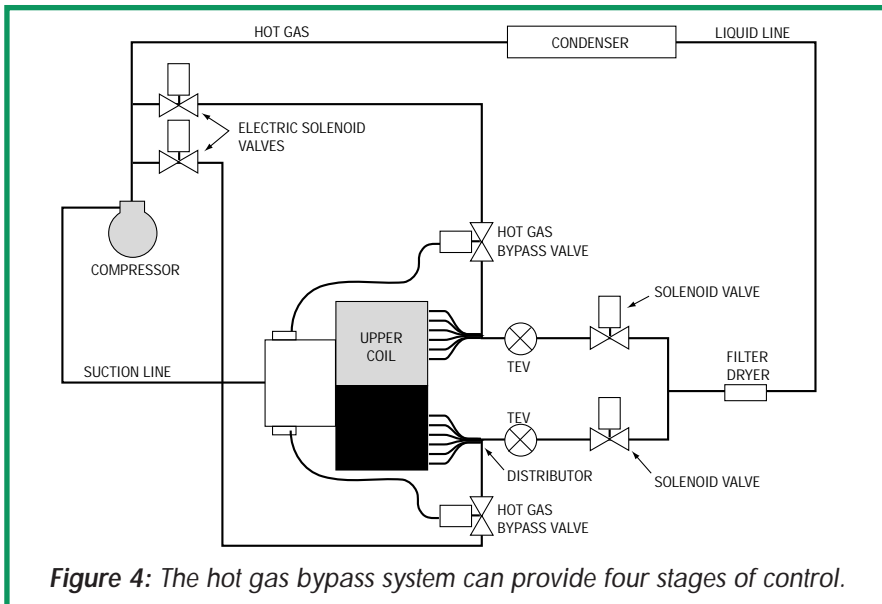 HOT GAS
CONDENSER
LIQUID LINE
ELECTRIC SOLENOID
VALVES
COMPRESSOR
HOT GAS
BYPASS VALVE
SOLENOID VALVE
UPPER
COIL
TEV
FILTER
DRYER
SUCTION LINE
TEV
DISTRIBUTOR
SOLENOID VALVE
HOT GAS
BYPASS VALVE
Figure 4: The hot gas bypass system can provide four stages of control.